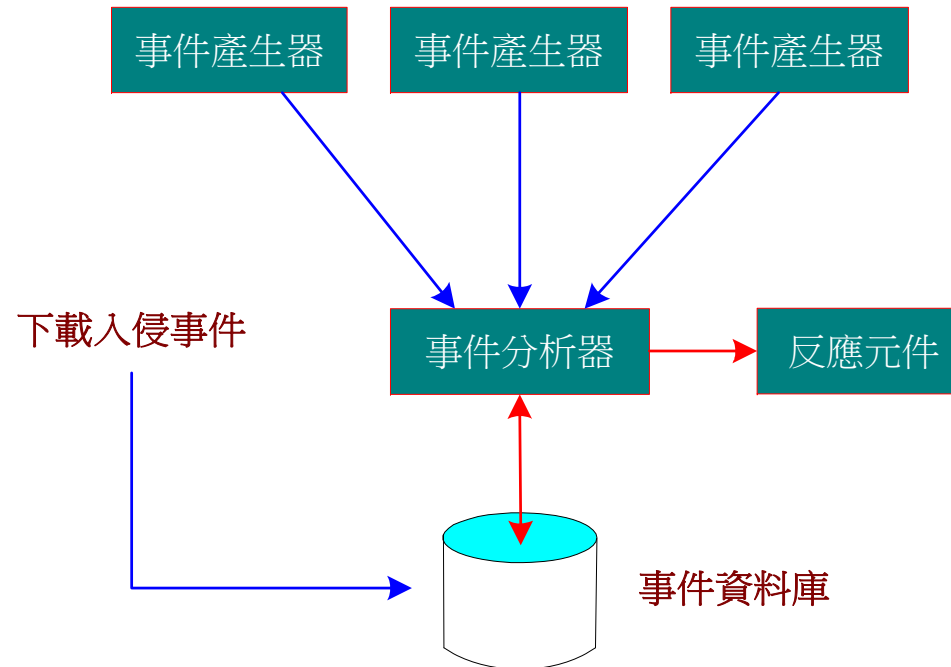 事件產生器
事件產生器
事件產生器
下載入侵事件
事件分析器
反應元件
事件資料庫